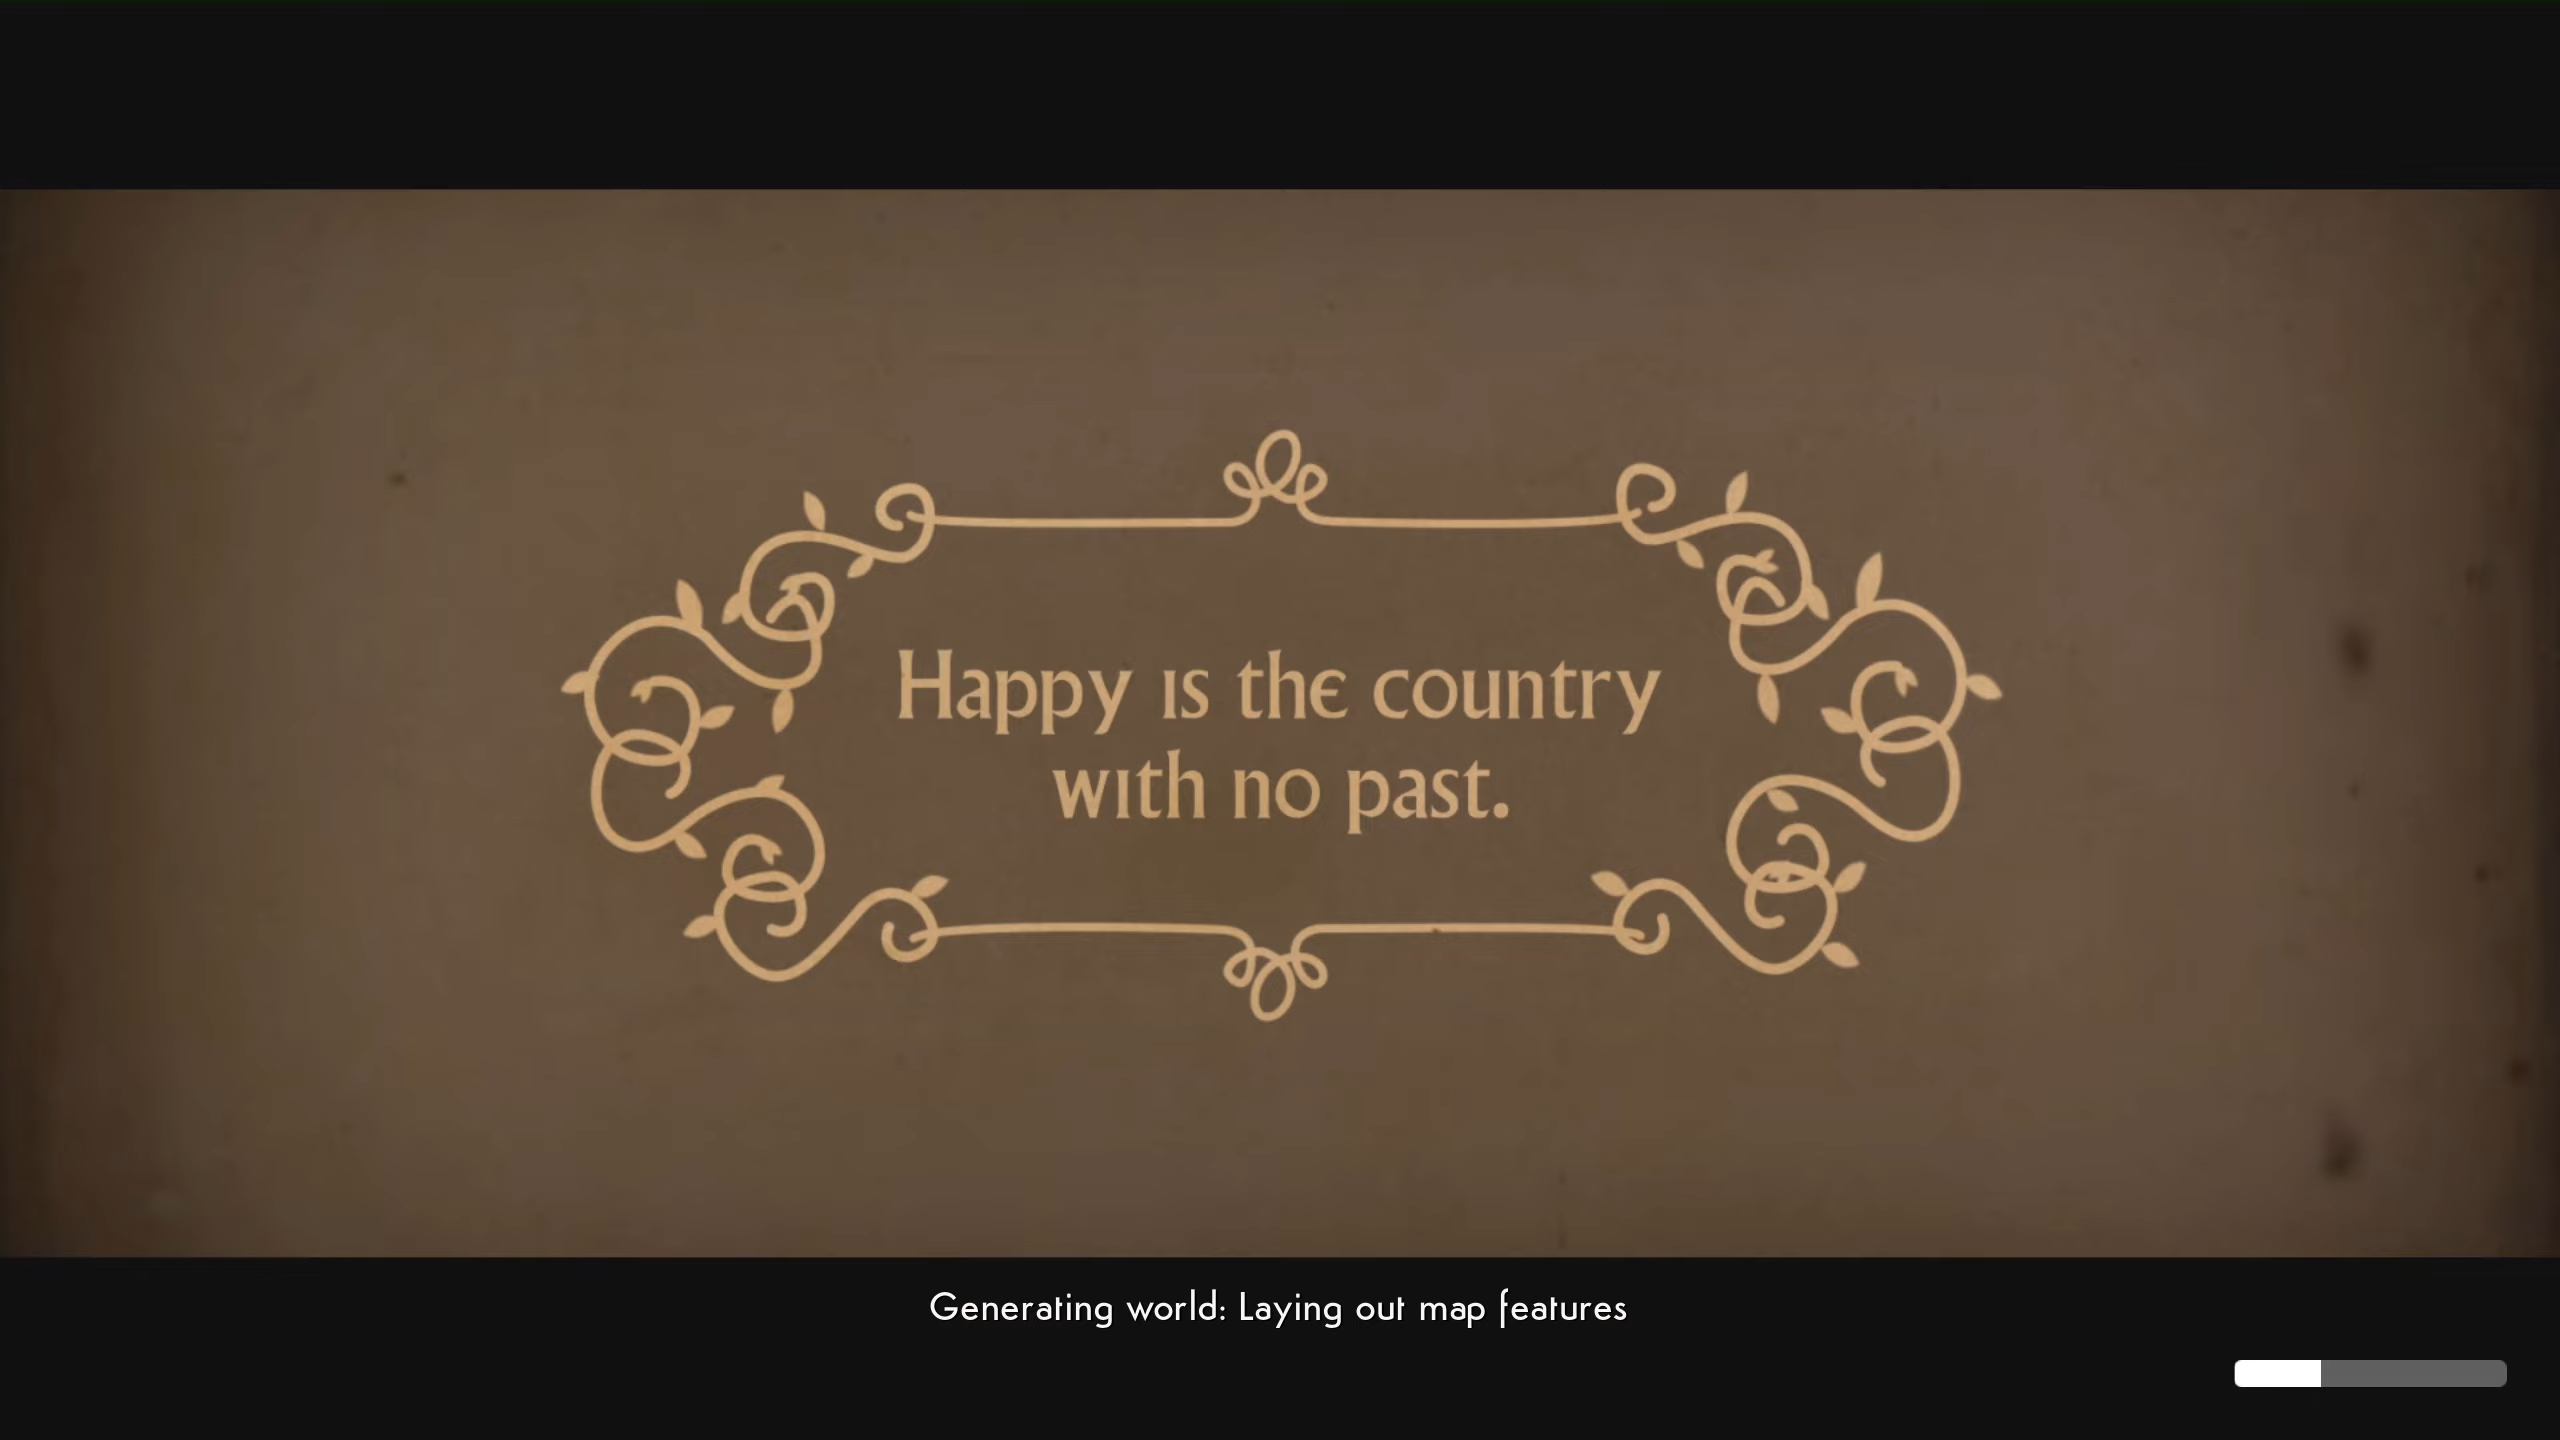 Happy is the country
with no past.
Generating world: Laying out map features